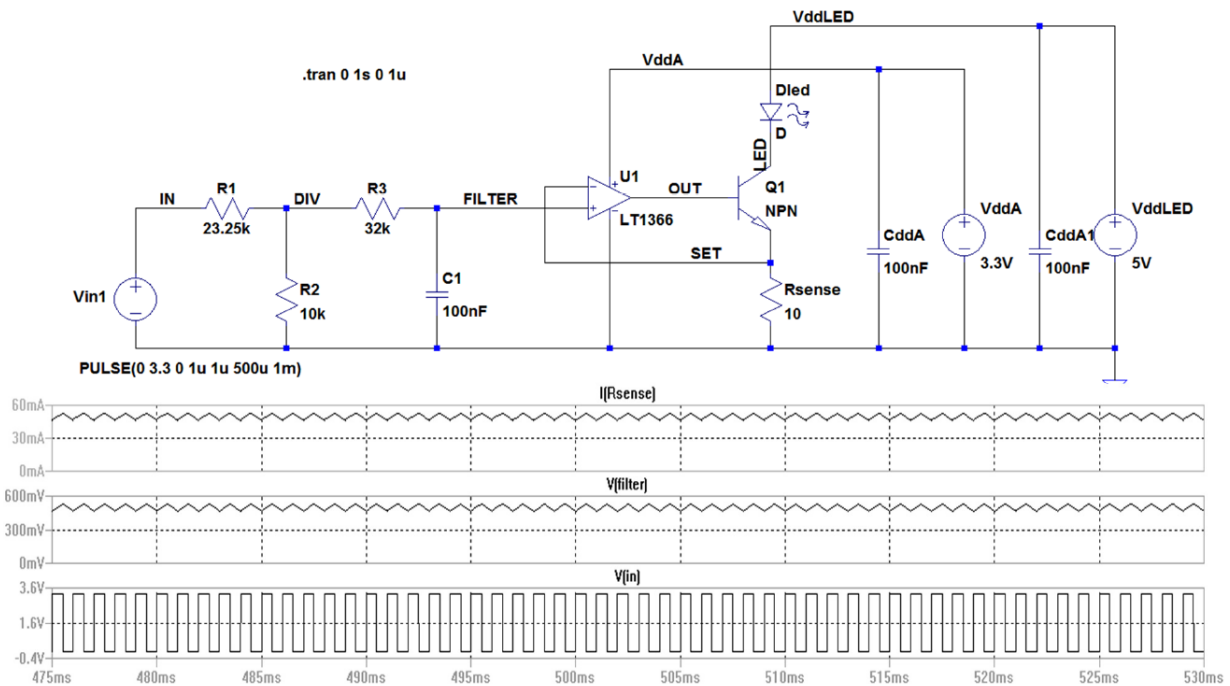 VddLED
.tran 0 1s 0 1u
VddA
Dled
D
LED
IN
R1
23.25k
DIV
R3
32k
FILTER
U1
LT1366
OUT
Q1
NPN
SET
Vin1
R2
10k
C1
100nF
Rsense
10
CddA
100nF
VddA
3.3V
CddA1
100nF
VddLED
5V
PULSE(0 3.3 0 1u 1u 500u 1m)
I(Rsense)
60mA
30mA
0mA
V(filter)
600mV
300mV
0mV
V(in)
3.6V
1.6V
-0.4V
475ms 480ms 485ms 490ms 495ms 500ms 505ms 510ms 515ms 520ms 525ms 530ms